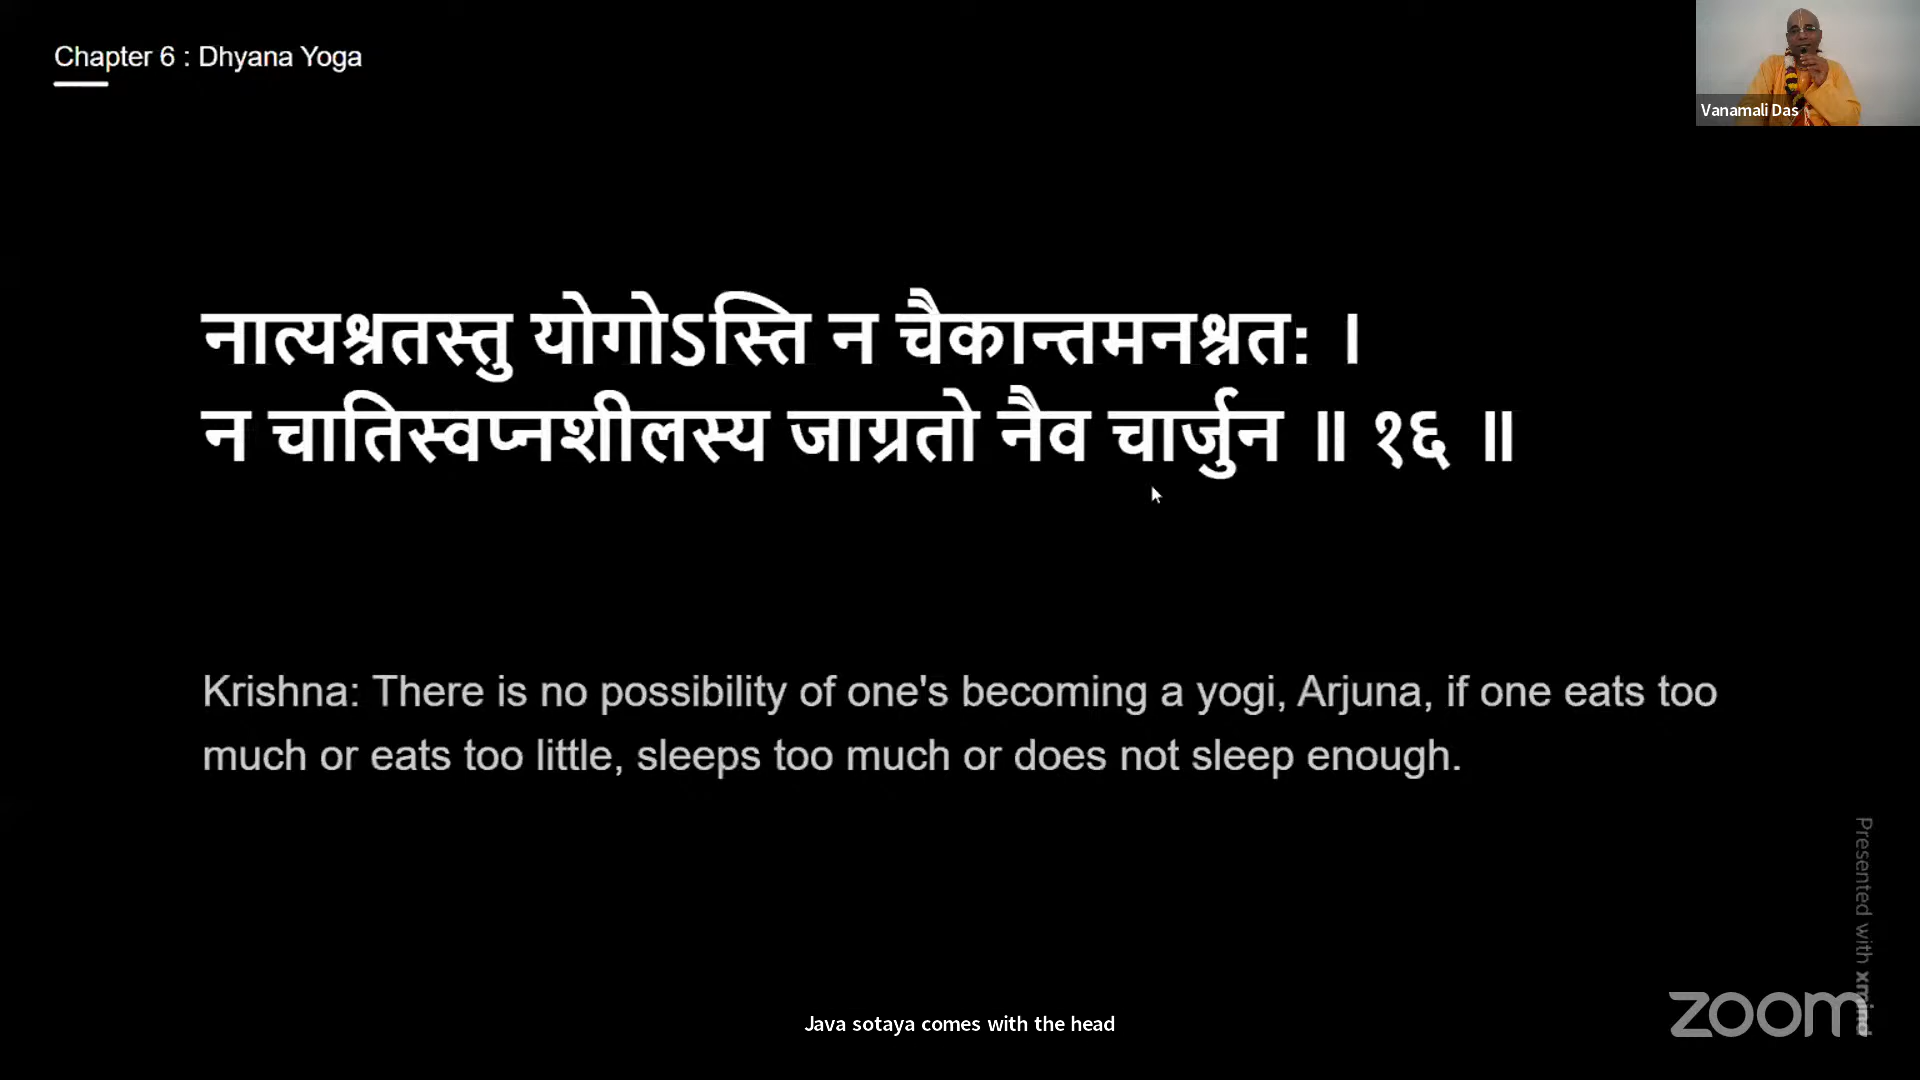 Chapter 6 : Dhyana Yoga
Vanamali Das
नात्यश्नतस्तु योगोऽस्ति न चैकान्तमनश्नत: ।
न चातिस्वप्नशीलस्य जाग्रतो नैव चार्जुन ॥ १६ ॥
Krishna: There is no possibility of one's becoming a yogi, Arjuna, if one eats too
much or eats too little, sleeps too much or does not sleep enough.
Presented with xmind
zoom
Java sotaya comes with the head